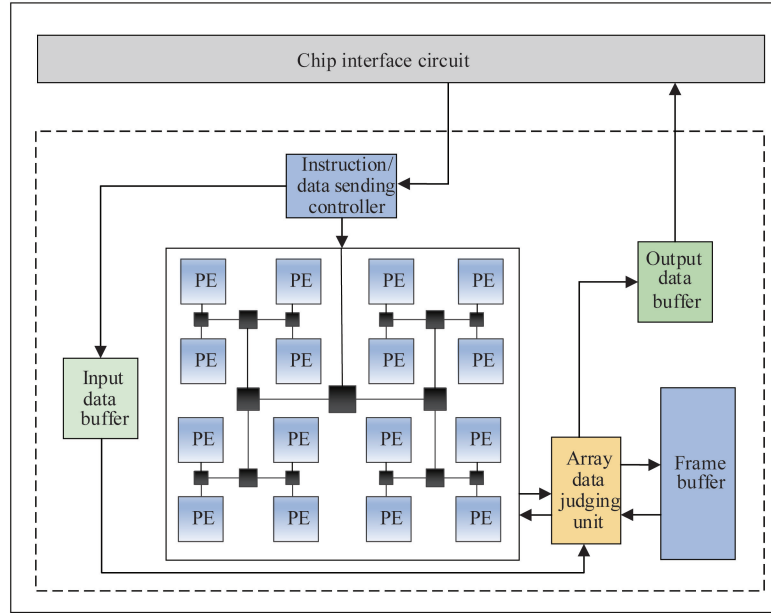 Chip interface circuit
Instruction/
data sending
controller
PE
PE
PE
PE
Output
data
buffer
PE
PE
PE
PE
Input
data
buffer
PE
PE
PE
PE
Array
data
judging
unit
Frame
buffer
PE
PE
PE
PE